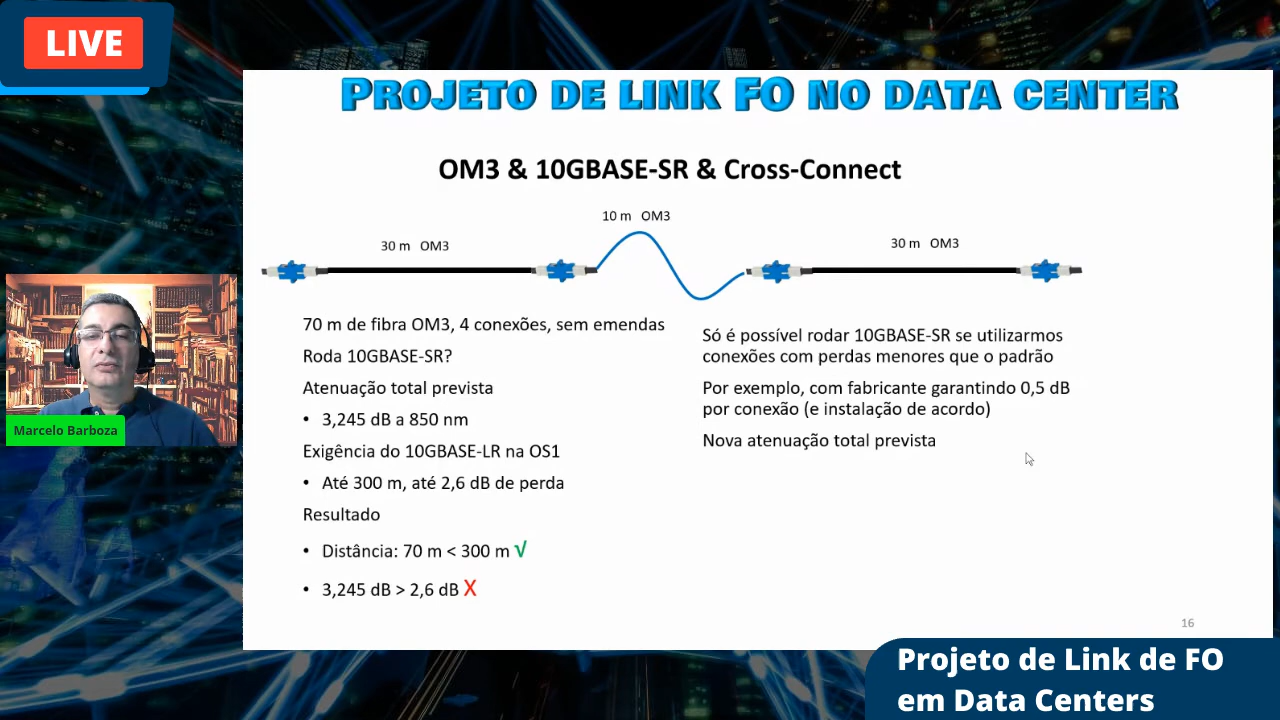 LIVE
PROJETO DE LINK FO NO DATA CENTER
OM3 & 10GBASE-SR & Cross-Connect
10 m OM3
30 m OM3
30 m OM3
70 m de fibra OM3, 4 conexões, sem emendas
Roda 10GBASE-SR?
Atenuação total prevista
• 3,245 dB a 850 nm
Exigência do 10GBASE-LR na OS1
• Até 300 m, até 2,6 dB de perda
Resultado
• Distância: 70 m < 300 m √
• 3,245 dB > 2,6 dB X
Só é possível rodar 10GBASE-SR se utilizarmos
conexões com perdas menores que o padrão
Por exemplo, com fabricante garantindo 0,5 dB
por conexão (e instalação de acordo)
Nova atenuação total prevista
16
Marcelo Barboza
Projeto de Link de FO
em Data Centers